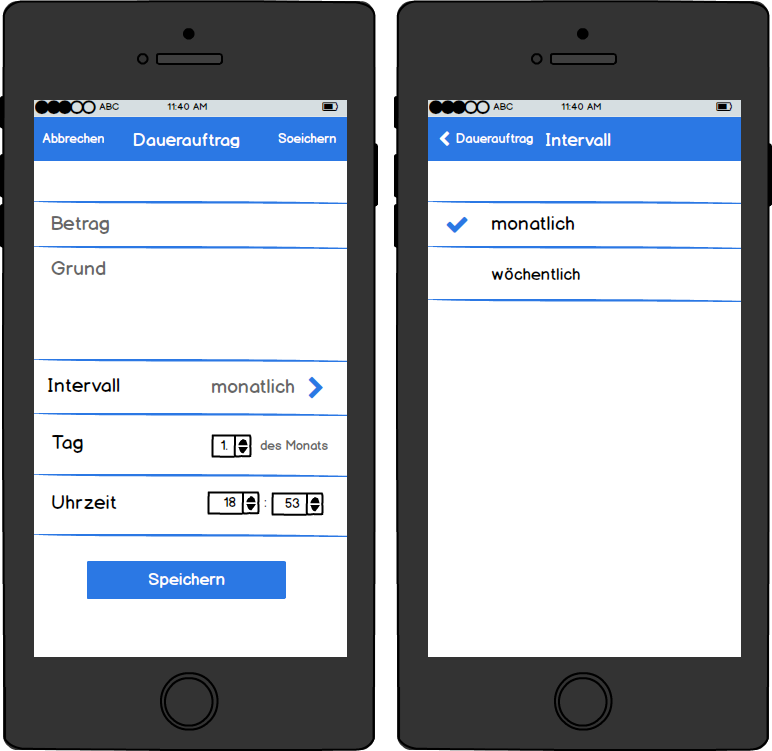 ABC 11:40 AM
Abbrechen Dauerauftrag Soeichern
Betrag
Grund
Intervall monatlich
Tag 1. des Monats
Uhrzeit 18 : 53
Speichern
ABC 11:40 AM
Dauerauftrag Intervall
monatlich
wöchentlich